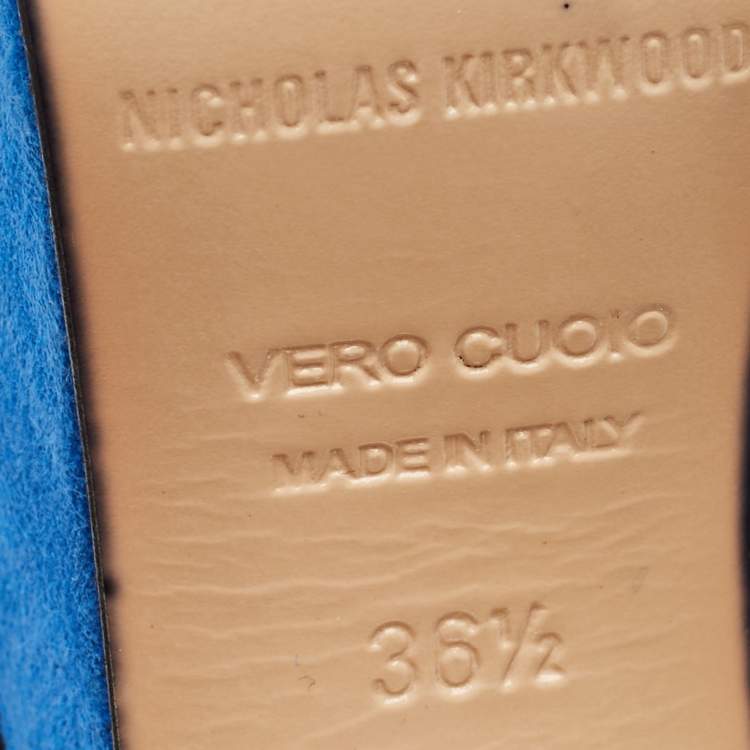 NICHOLAS KIRKWOOD
VERO CUOIO
MADE IN ITALY
36½